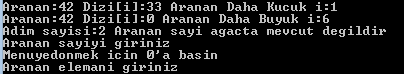 Aranan:42 Dizi[i]:33 Aranan Daha Kucuk i:1
Aranan:42 Dizi[i]:0 Aranan Daha Buyuk i:6
Adim sayisi:2 Aranan sayi agacta mevcut degildir
Aranan sayiyi giriniz
Menuyedonmek icin 0'a basin
Aranan elemani giriniz